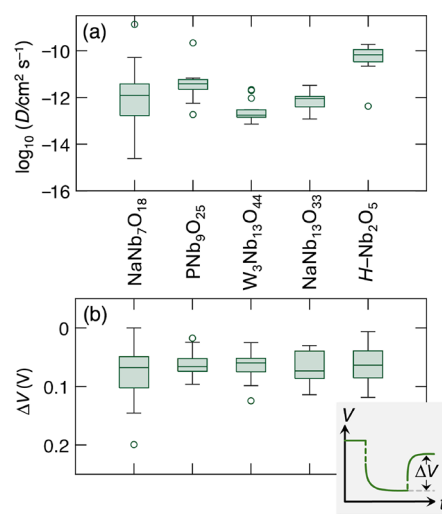 (a)
log₁₀ (D/cm² s⁻¹)
−10
−12
−14
−16
NaNb₇O₁₈
PNb₉O₂₅
W₃Nb₁₃O₄₄
NaNb₁₃O₃₃
H−Nb₂O₅
(b)
ΔV (V)
0
0.1
0.2
V
ΔV
t